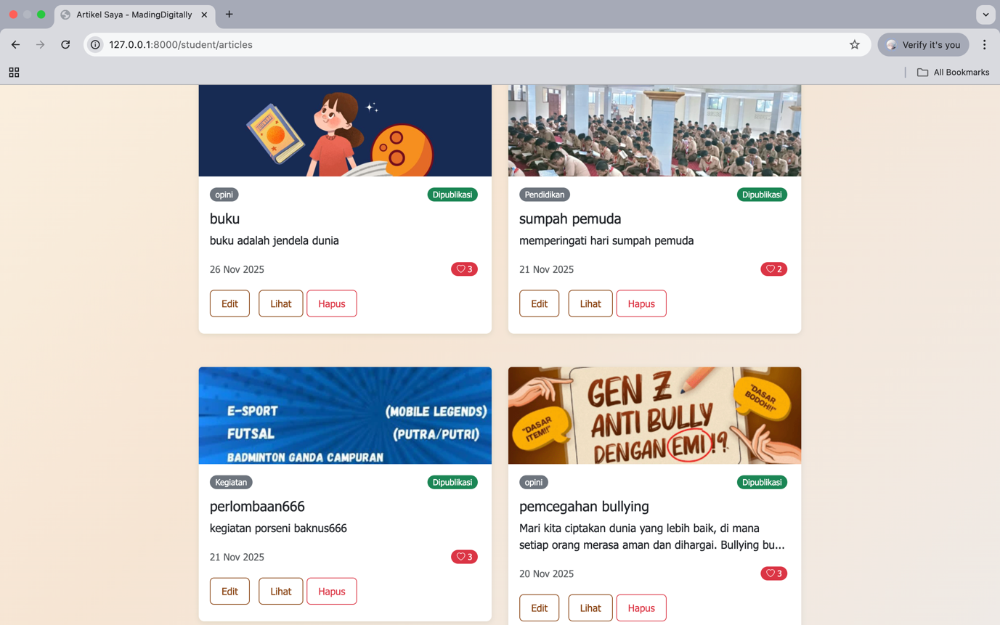 Artikel Saya - MadingDigitally
127.0.0.1:8000/student/articles
Verify it's you
All Bookmarks
opini
Dipublikasi
buku
buku adalah jendela dunia
26 Nov 2025
3
Edit
Lihat
Hapus
Pendidikan
Dipublikasi
sumpah pemuda
memperingati hari sumpah pemuda
21 Nov 2025
2
Edit
Lihat
Hapus
E-SPORT (MOBILE LEGENDS)
FUTSAL (PUTRA/PUTRI)
BADMINTON GANDA CAMPURAN
Kegiatan
Dipublikasi
perlombaan666
kegiatan porseni baknus666
21 Nov 2025
3
Edit
Lihat
Hapus
GEN Z
ANTI BULLY
DENGAN EMI!?
"DASAR
ITEM!!"
"DASAR
BODOH!!"
opini
Dipublikasi
pemcegahan bullying
Mari kita ciptakan dunia yang lebih baik, di mana
setiap orang merasa aman dan dihargai. Bullying bu...
20 Nov 2025
3
Edit
Lihat
Hapus